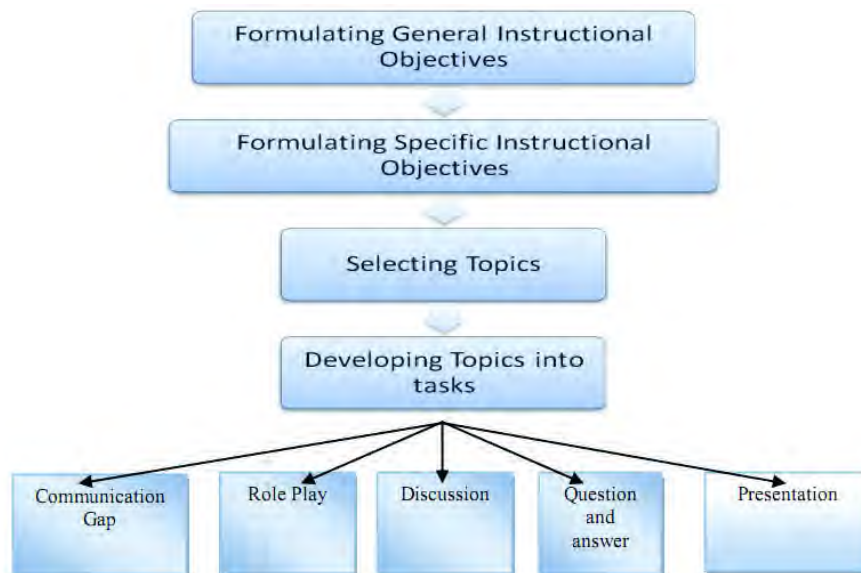 Formulating General Instructional
Objectives
Formulating Specific Instructional
Objectives
Selecting Topics
Developing Topics into
tasks
Communication
Gap
Role Play
Discussion
Question
and
answer
Presentation